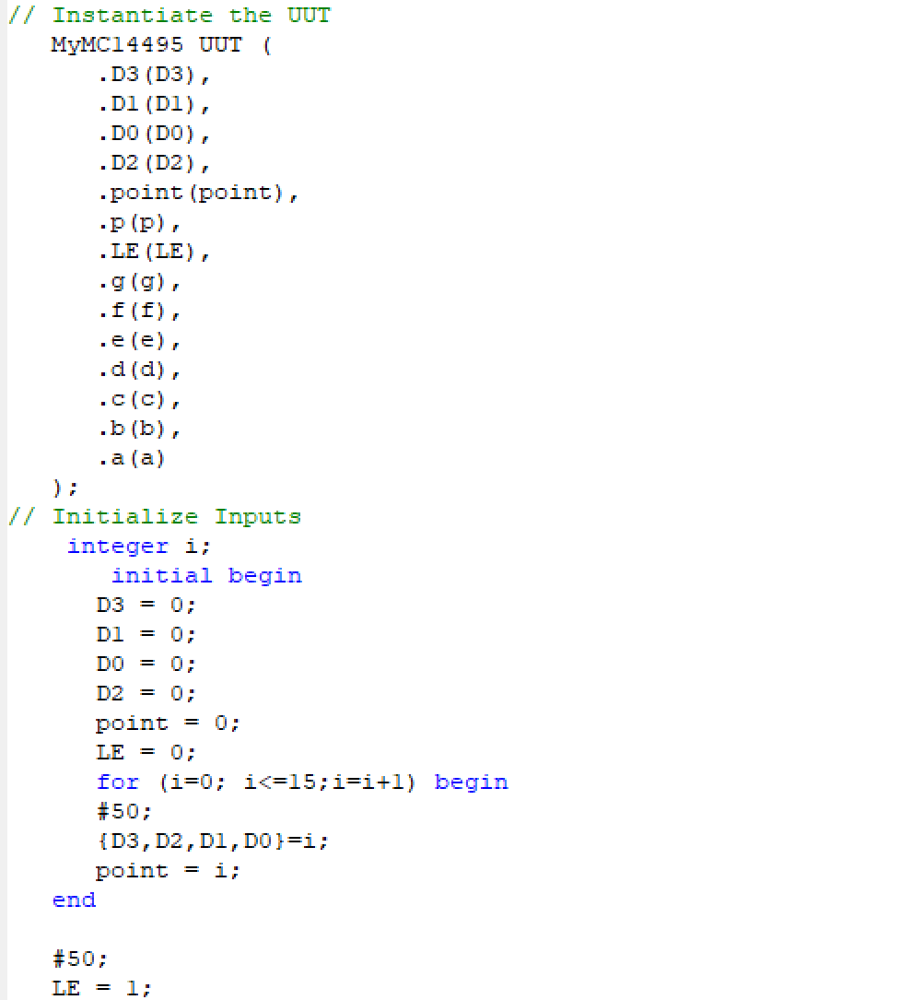 // Instantiate the UUT
MyMC14495 UUT (
.D3(D3),
.D1(D1),
.D0(D0),
.D2(D2),
.point(point),
.p(p),
.LE(LE),
.g(g),
.f(f),
.e(e),
.d(d),
.c(c),
.b(b),
.a(a)
);
// Initialize Inputs
integer i;
initial begin
D3 = 0;
D1 = 0;
D0 = 0;
D2 = 0;
point = 0;
LE = 0;
for (i=0; i<=15;i=i+1) begin
#50;
{D3,D2,D1,D0}=i;
point = i;
end
#50;
LE = 1;